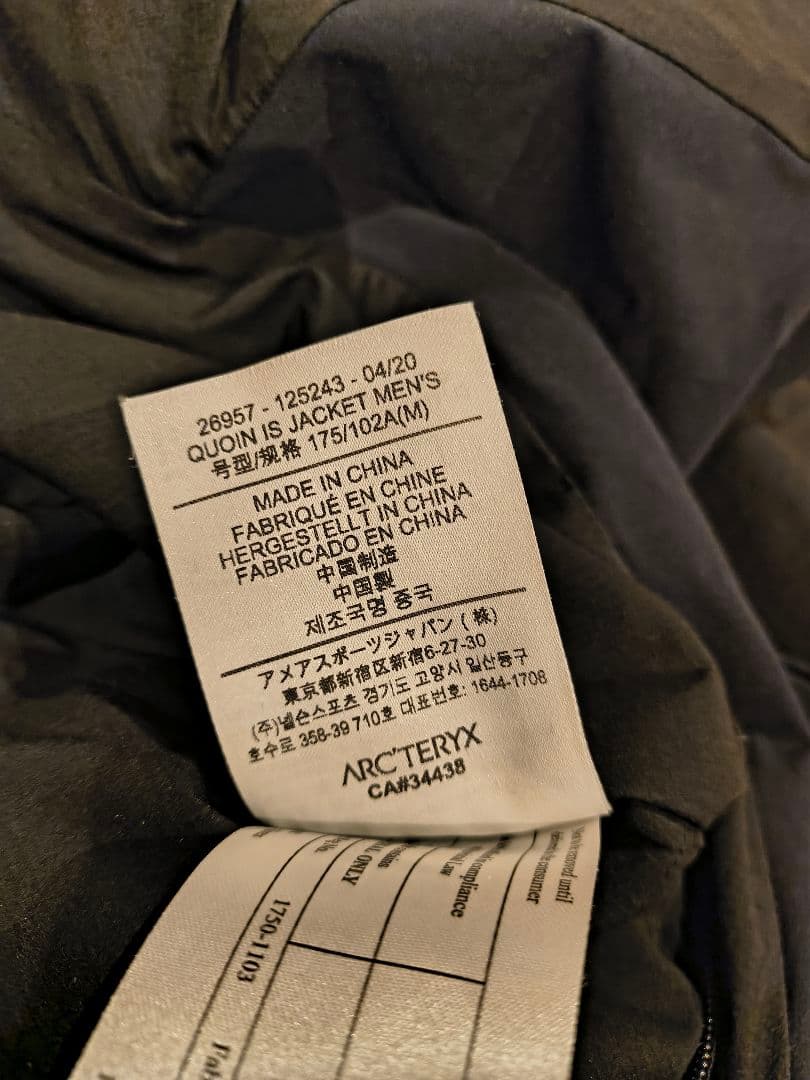 26957 - 125243 - 04/20
QUOIN IS JACKET MEN'S
号型/规格 175/102A(M)
MADE IN CHINA
FABRIQUÉ EN CHINE
HERGESTELLT IN CHINA
FABRICADO EN CHINA
中国制造
中国製
제조국명 중국
アメアスポーツジャパン (株)
東京都新宿区新宿6-27-30
(주)넬슨스포츠 경기도 고양시 일산동구
호수로 358-39 710호 대표번호: 1644-1708
ARC'TERYX
CA#34438
until
consumer
compliance
Law
ONLY
1750-1103